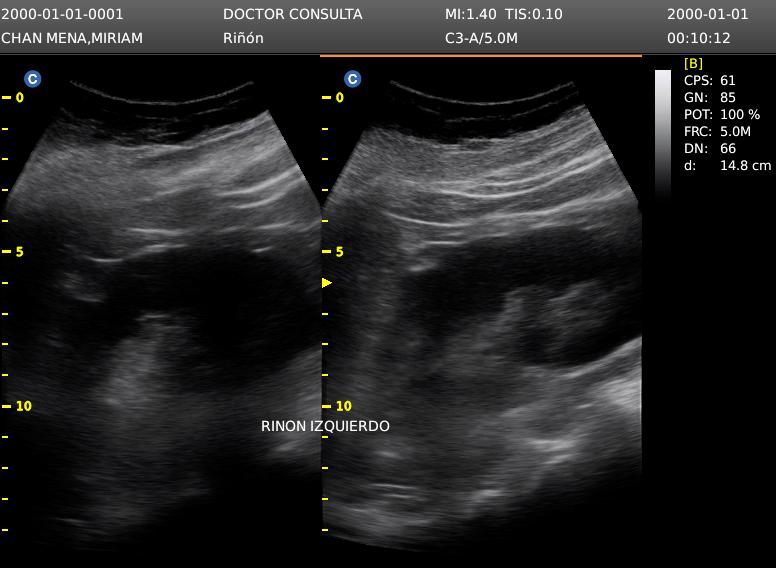 2000-01-01-0001 DOCTOR CONSULTA MI:1.40 TIS:0.10 2000-01-01
CHAN MENA,MIRIAM Riñón C3-A/5.0M 00:10:12
C
C
[B]
CPS: 61
GN: 85
POT: 100 %
FRC: 5.0M
DN: 66
d: 14.8 cm
0
0
5
5
10
10
RINON IZQUIERDO